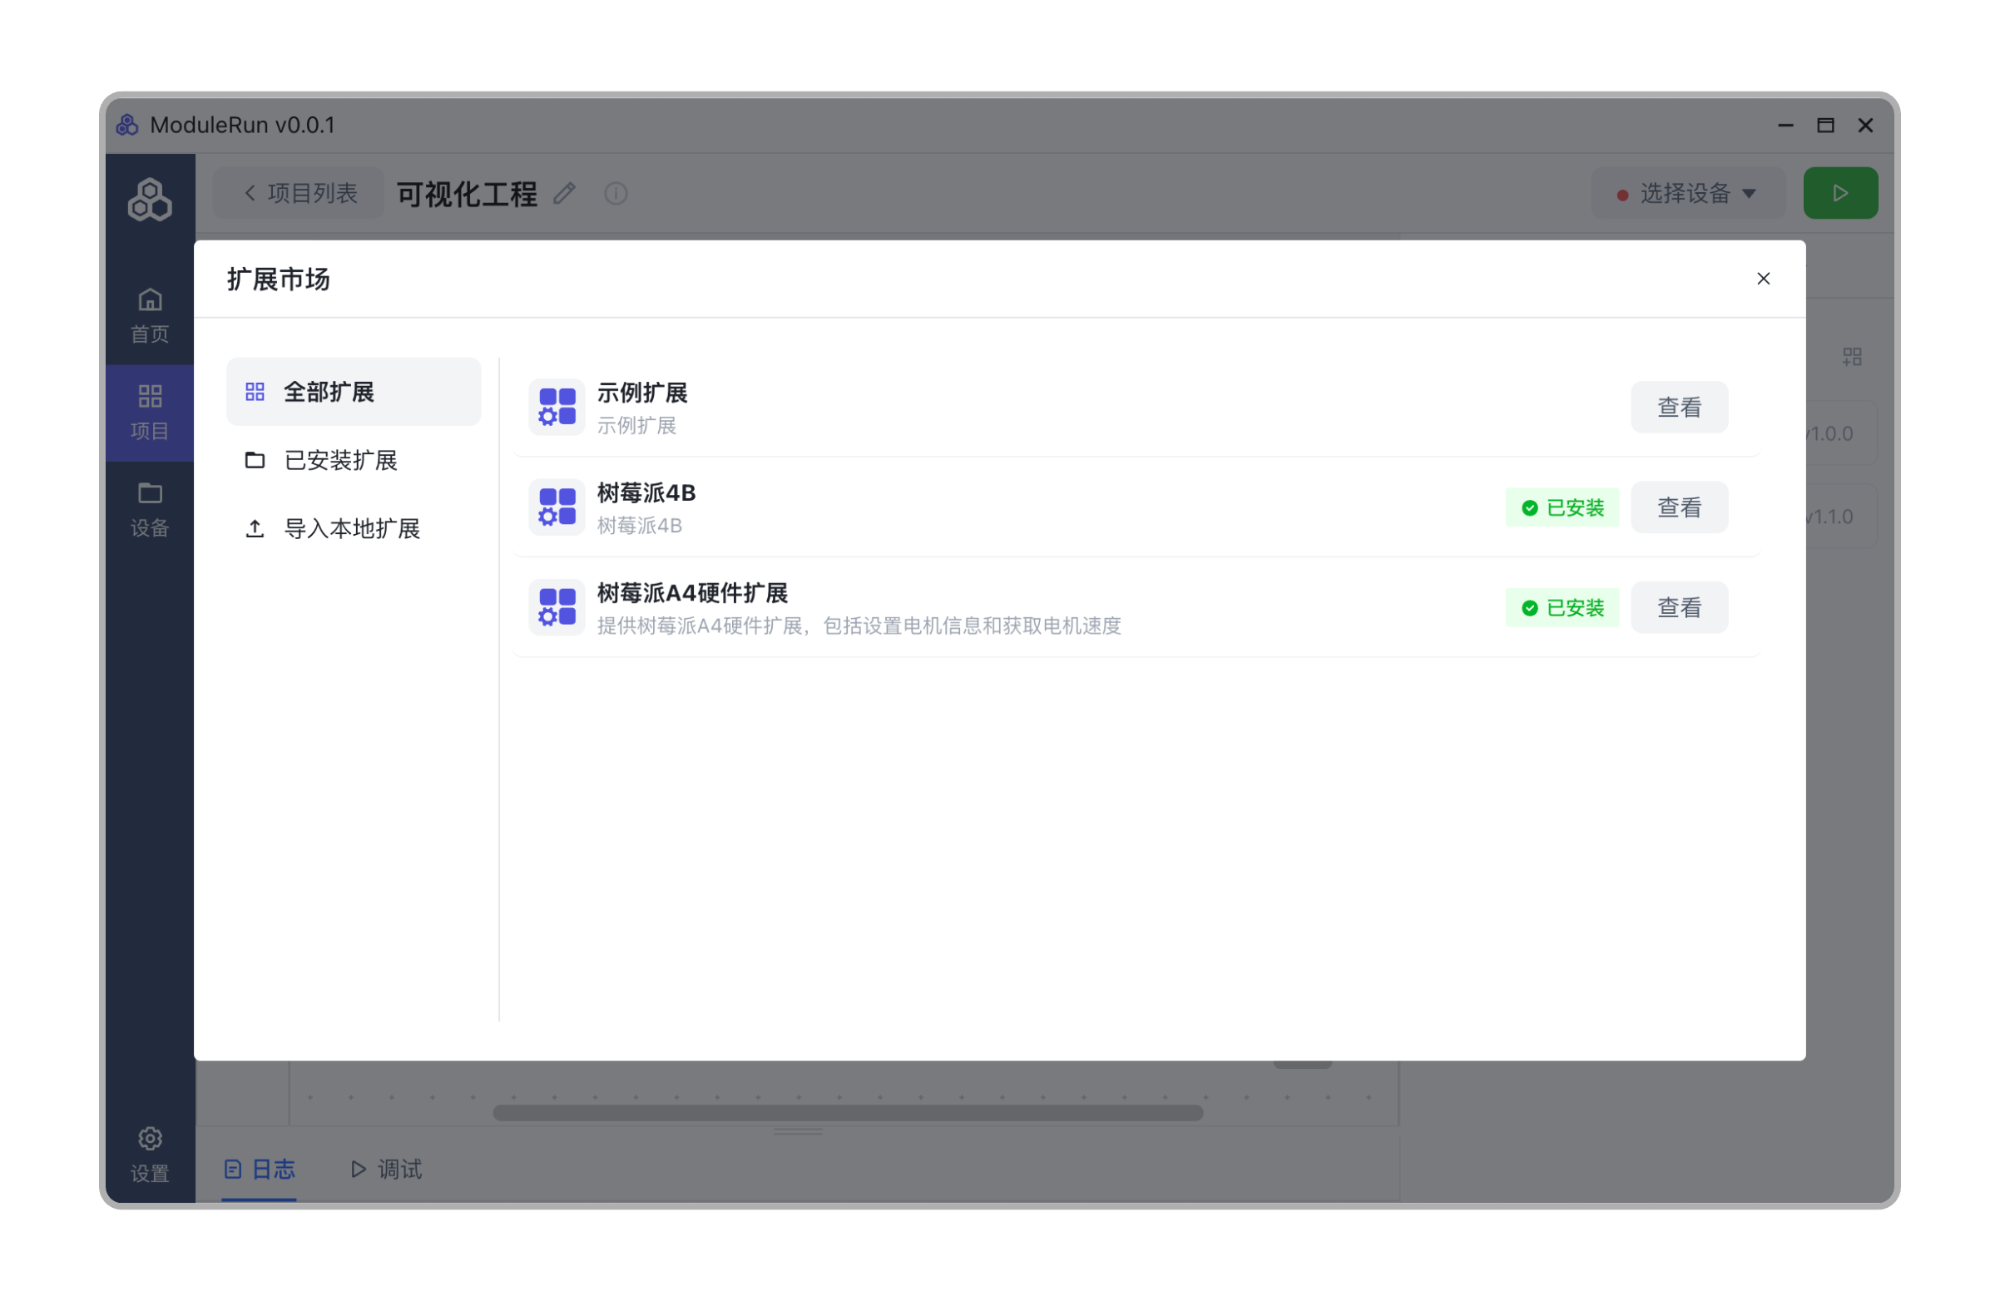 ModuleRun v0.0.1
项目列表
可视化工程
选择设备
首页
项目
设备
设置
扩展市场
全部扩展
已安装扩展
导入本地扩展
示例扩展
示例扩展
查看
树莓派4B
树莓派4B
已安装
查看
树莓派A4硬件扩展
提供树莓派A4硬件扩展，包括设置电机信息和获取电机速度
已安装
查看
v1.0.0
v1.1.0
日志
调试